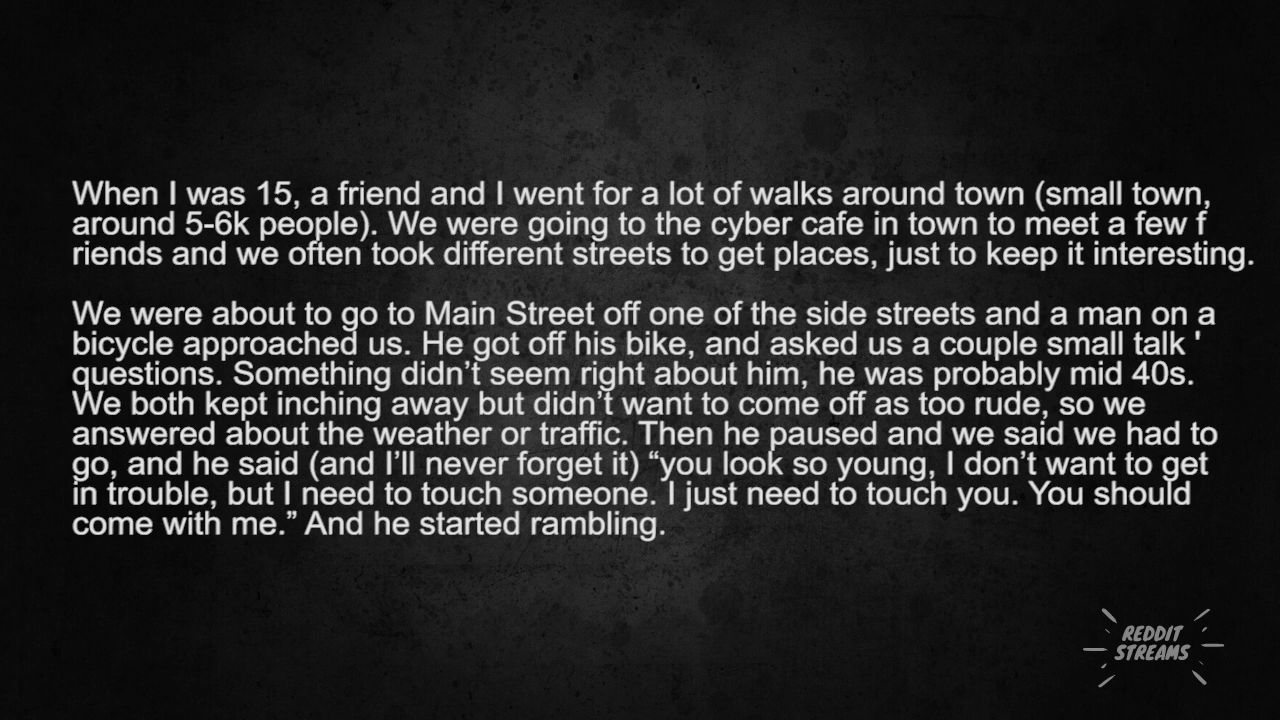 When I was 15, a friend and I went for a lot of walks around town (small town,
around 5-6k people). We were going to the cyber cafe in town to meet a few f
riends and we often took different streets to get places, just to keep it interesting.
We were about to go to Main Street off one of the side streets and a man on a
bicycle approached us. He got off his bike, and asked us a couple small talk '
questions. Something didn’t seem right about him, he was probably mid 40s.
We both kept inching away but didn’t want to come off as too rude, so we
answered about the weather or traffic. Then he paused and we said we had to
go, and he said (and I’ll never forget it) “you look so young, I don’t want to get
in trouble, but I need to touch someone. I just need to touch you. You should
come with me.” And he started rambling.
REDDIT
STREAMS